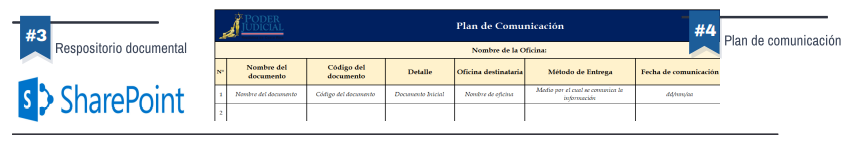 #3
Respositorio documental
SharePoint
PODER
JUDICIAL
Plan de Comunicación
#4
Plan de comunicación
Nombre de la Oficina:
N° Nombre del documento Código del documento Detalle Oficina destinataria Método de Entrega Fecha de comunicación
1 Nombre del documento Código del documento Documento Inicial Nombre de oficina Medio por el cual se comunica la información dd/mm/aa
2